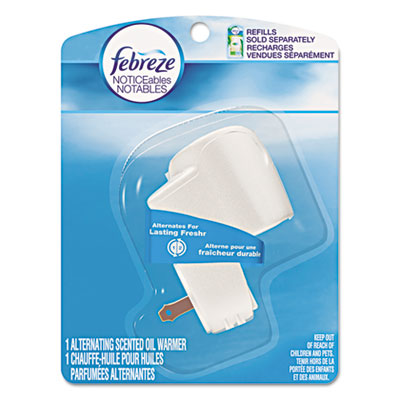 febreze
NOTICEables
NOTABLES
REFILLS
SOLD SEPARATELY
RECHARGES
VENDUES SÉPARÉMENT
Alternates For
Lasting Freshr
Alterne pour une
fraîcheur durable
1 ALTERNATING SCENTED OIL WARMER
1 CHAUFFE-HUILE POUR HUILES
PARFUMÉES ALTERNANTES
KEEP OUT
OF REACH OF
CHILDREN AND PETS.
TENIR HORS DE LA
PORTÉE DES ENFANTS
ET DES ANIMAUX.